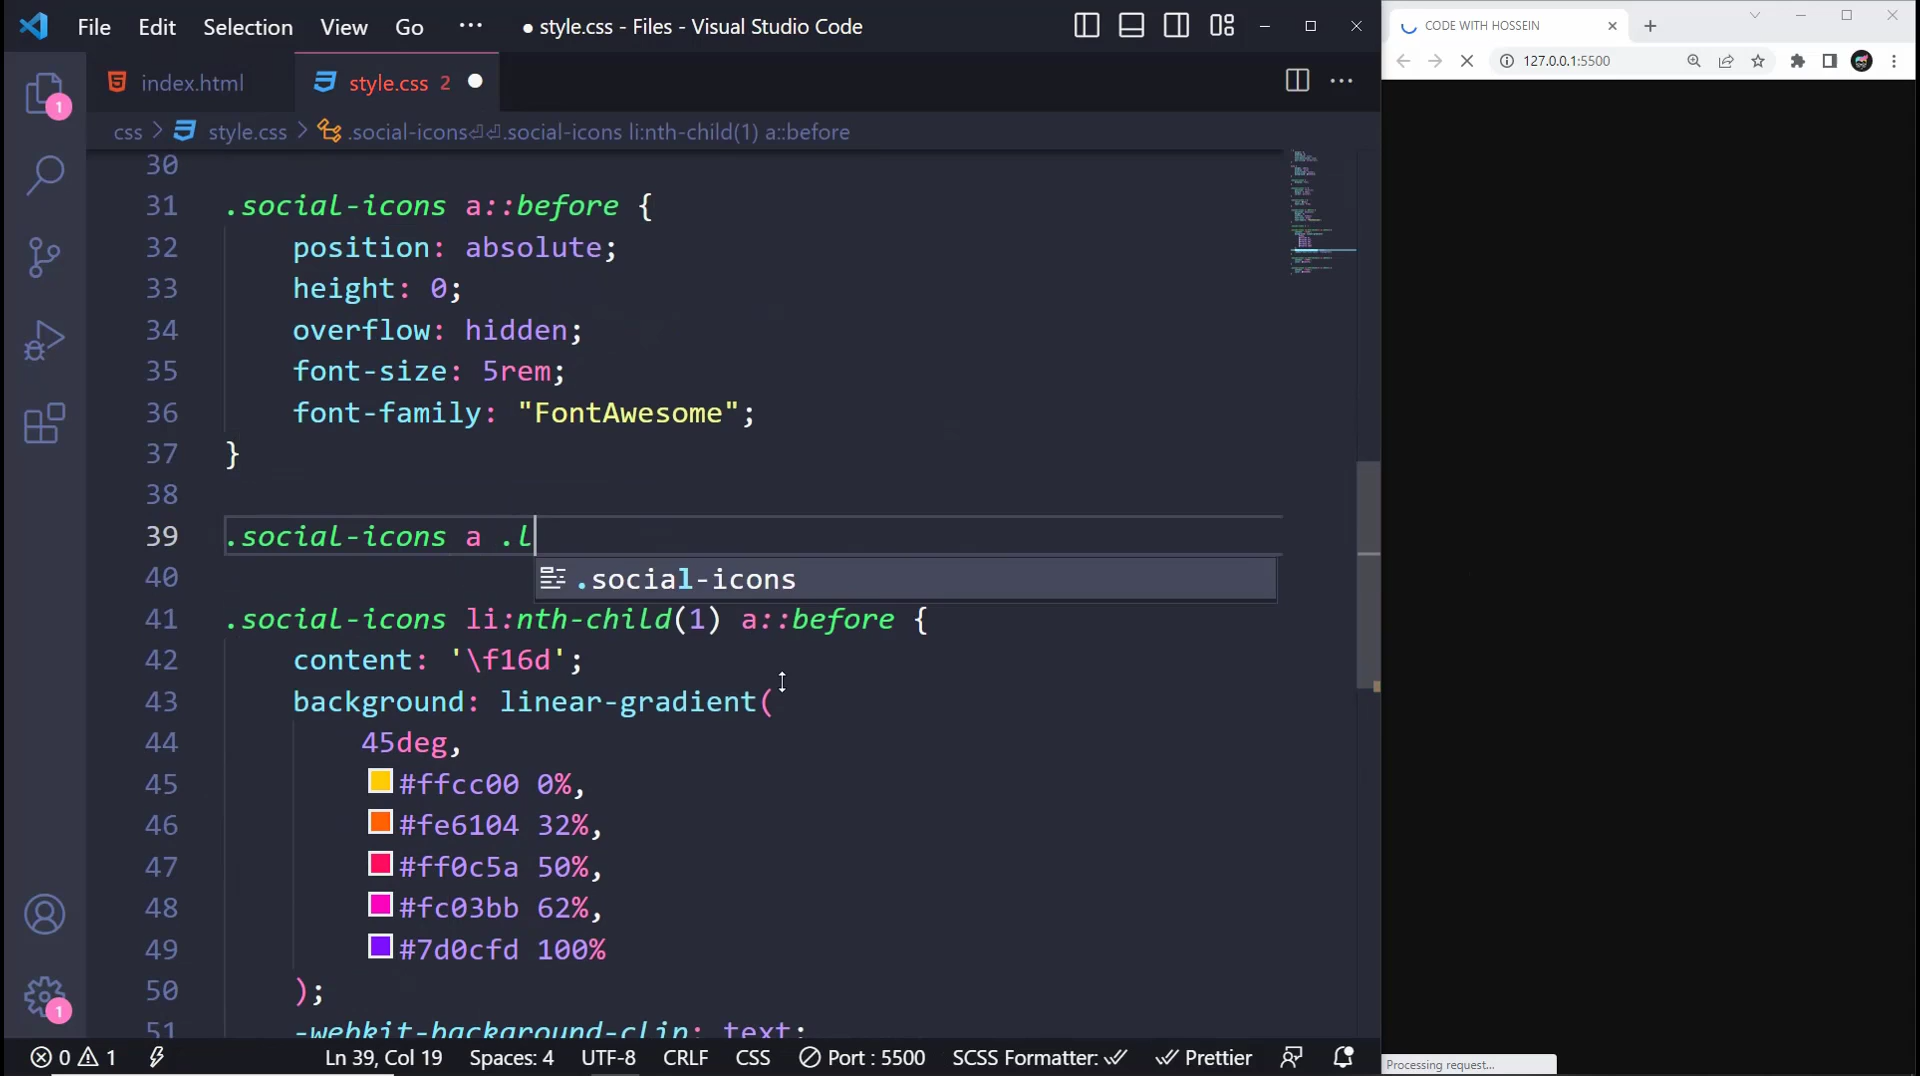 File Edit Selection View Go ··· ● style.css - Files - Visual Studio Code
index.html style.css 2
css > style.css > .social-icons⏎⏎.social-icons li:nth-child(1) a::before
30
31 .social-icons a::before {
32 position: absolute;
33 height: 0;
34 overflow: hidden;
35 font-size: 5rem;
36 font-family: "FontAwesome";
37 }
38
39 .social-icons a .l
.social-icons
40
41 .social-icons li:nth-child(1) a::before {
42 content: '\f16d';
43 background: linear-gradient(
44 45deg,
45 #ffcc00 0%,
46 #fe6104 32%,
47 #ff0c5a 50%,
48 #fc03bb 62%,
49 #7d0cfd 100%
50 );
51 -webkit-background-clip: text;
1
1
0 1 Ln 39, Col 19 Spaces: 4 UTF-8 CRLF CSS Port : 5500 SCSS Formatter: Prettier
CODE WITH HOSSEIN
127.0.0.1:5500
Processing request...